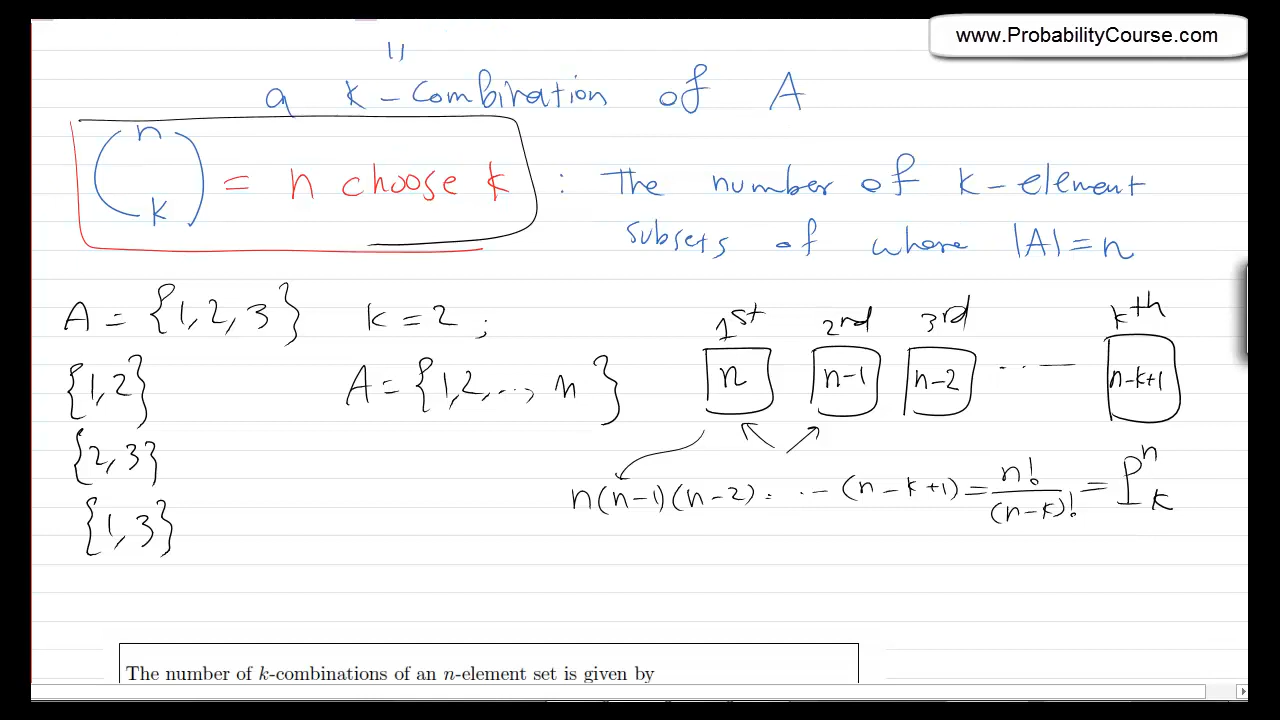 www.ProbabilityCourse.com
a k-Combination of A
(n k) = n choose k : The number of k-element
subsets of where |A|=n
A = {1,2,3} k=2;
1st 2nd 3rd kth
{1,2} A={1,2,..., n} n n-1 n-2 ... n-k+1
{2,3}
n(n-1)(n-2)...(n-k+1)=n!/(n-k)! = P^n_k
{1,3}
The number of k-combinations of an n-element set is given by